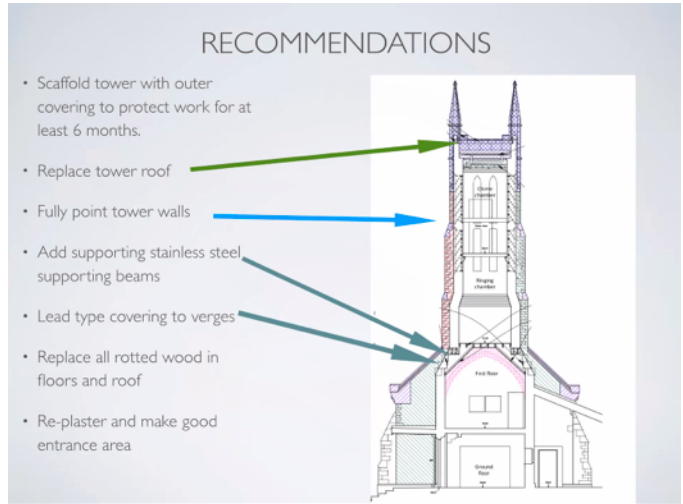 RECOMMENDATIONS
• Scaffold tower with outer
covering to protect work for at
least 6 months.
• Replace tower roof
• Fully point tower walls
• Add supporting stainless steel
supporting beams
• Lead type covering to verges
• Replace all rotted wood in
floors and roof
• Re-plaster and make good
entrance area
chamber
Ringing
chamber
First floor
Ground
floor